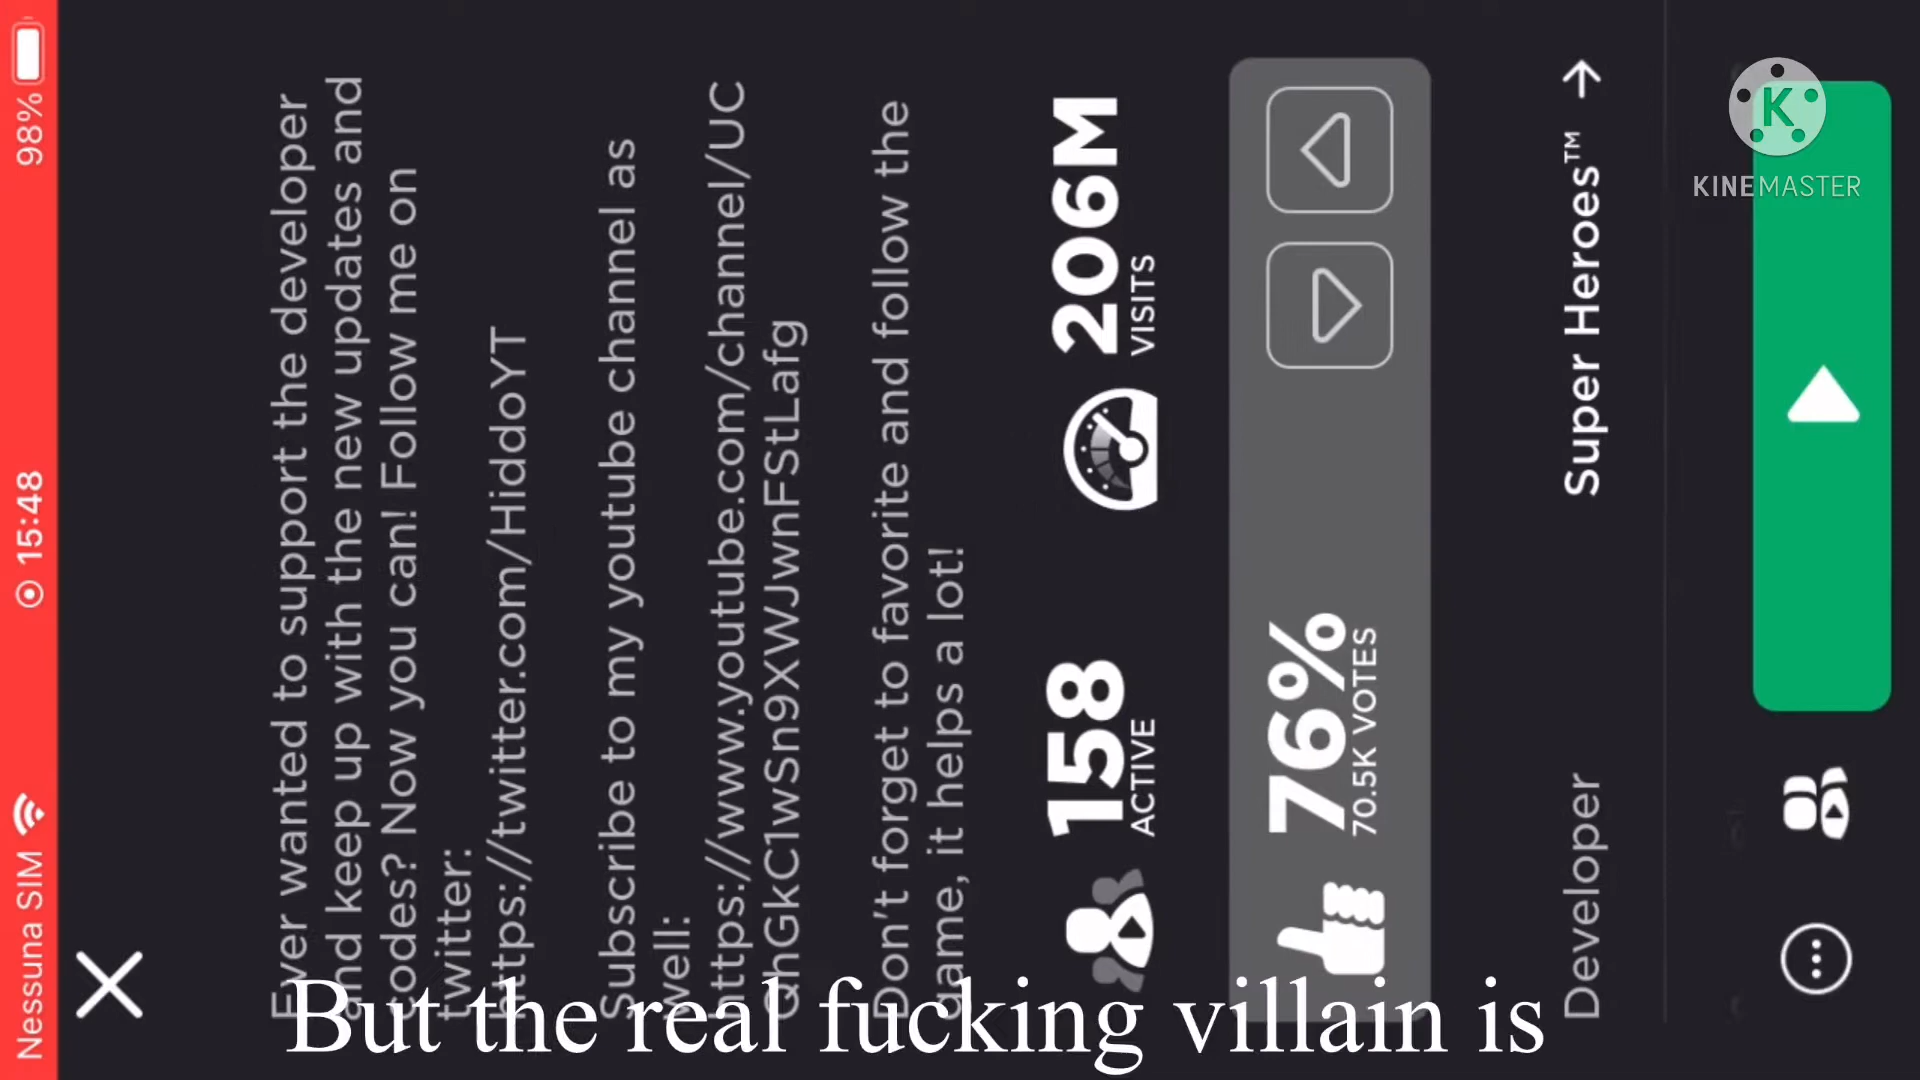 Nessuna SIM
15:48
98%
Ever wanted to support the developer
and keep up with the new updates and
codes? Now you can! Follow me on
twitter:
https://twitter.com/HiddoYT
Subscribe to my youtube channel as
well:
https://www.youtube.com/channel/UC
QhGkC1wSn9XWJwnFStLafg
Don't forget to favorite and follow the
game, it helps a lot!
158
ACTIVE
206M
VISITS
76%
70.5K VOTES
Developer
Super Heroes™
K
KINEMASTER
But the real fucking villain is